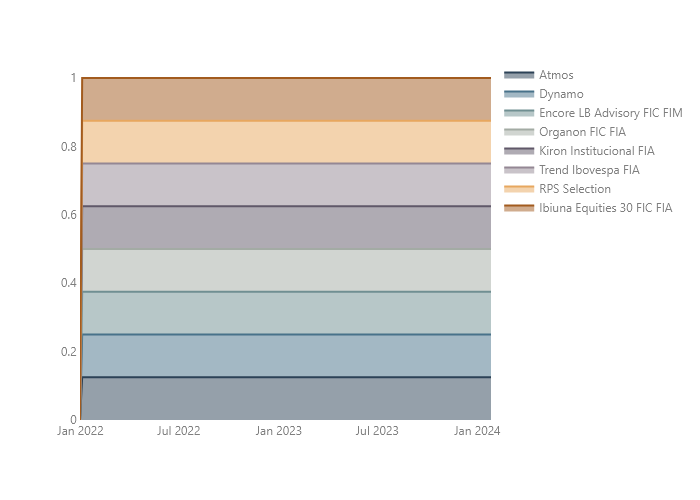 1
0.8
0.6
0.4
0.2
0
Jan 2022
Jul 2022
Jan 2023
Jul 2023
Jan 2024
Atmos
Dynamo
Encore LB Advisory FIC FIM
Organon FIC FIA
Kiron Institucional FIA
Trend Ibovespa FIA
RPS Selection
Ibiuna Equities 30 FIC FIA